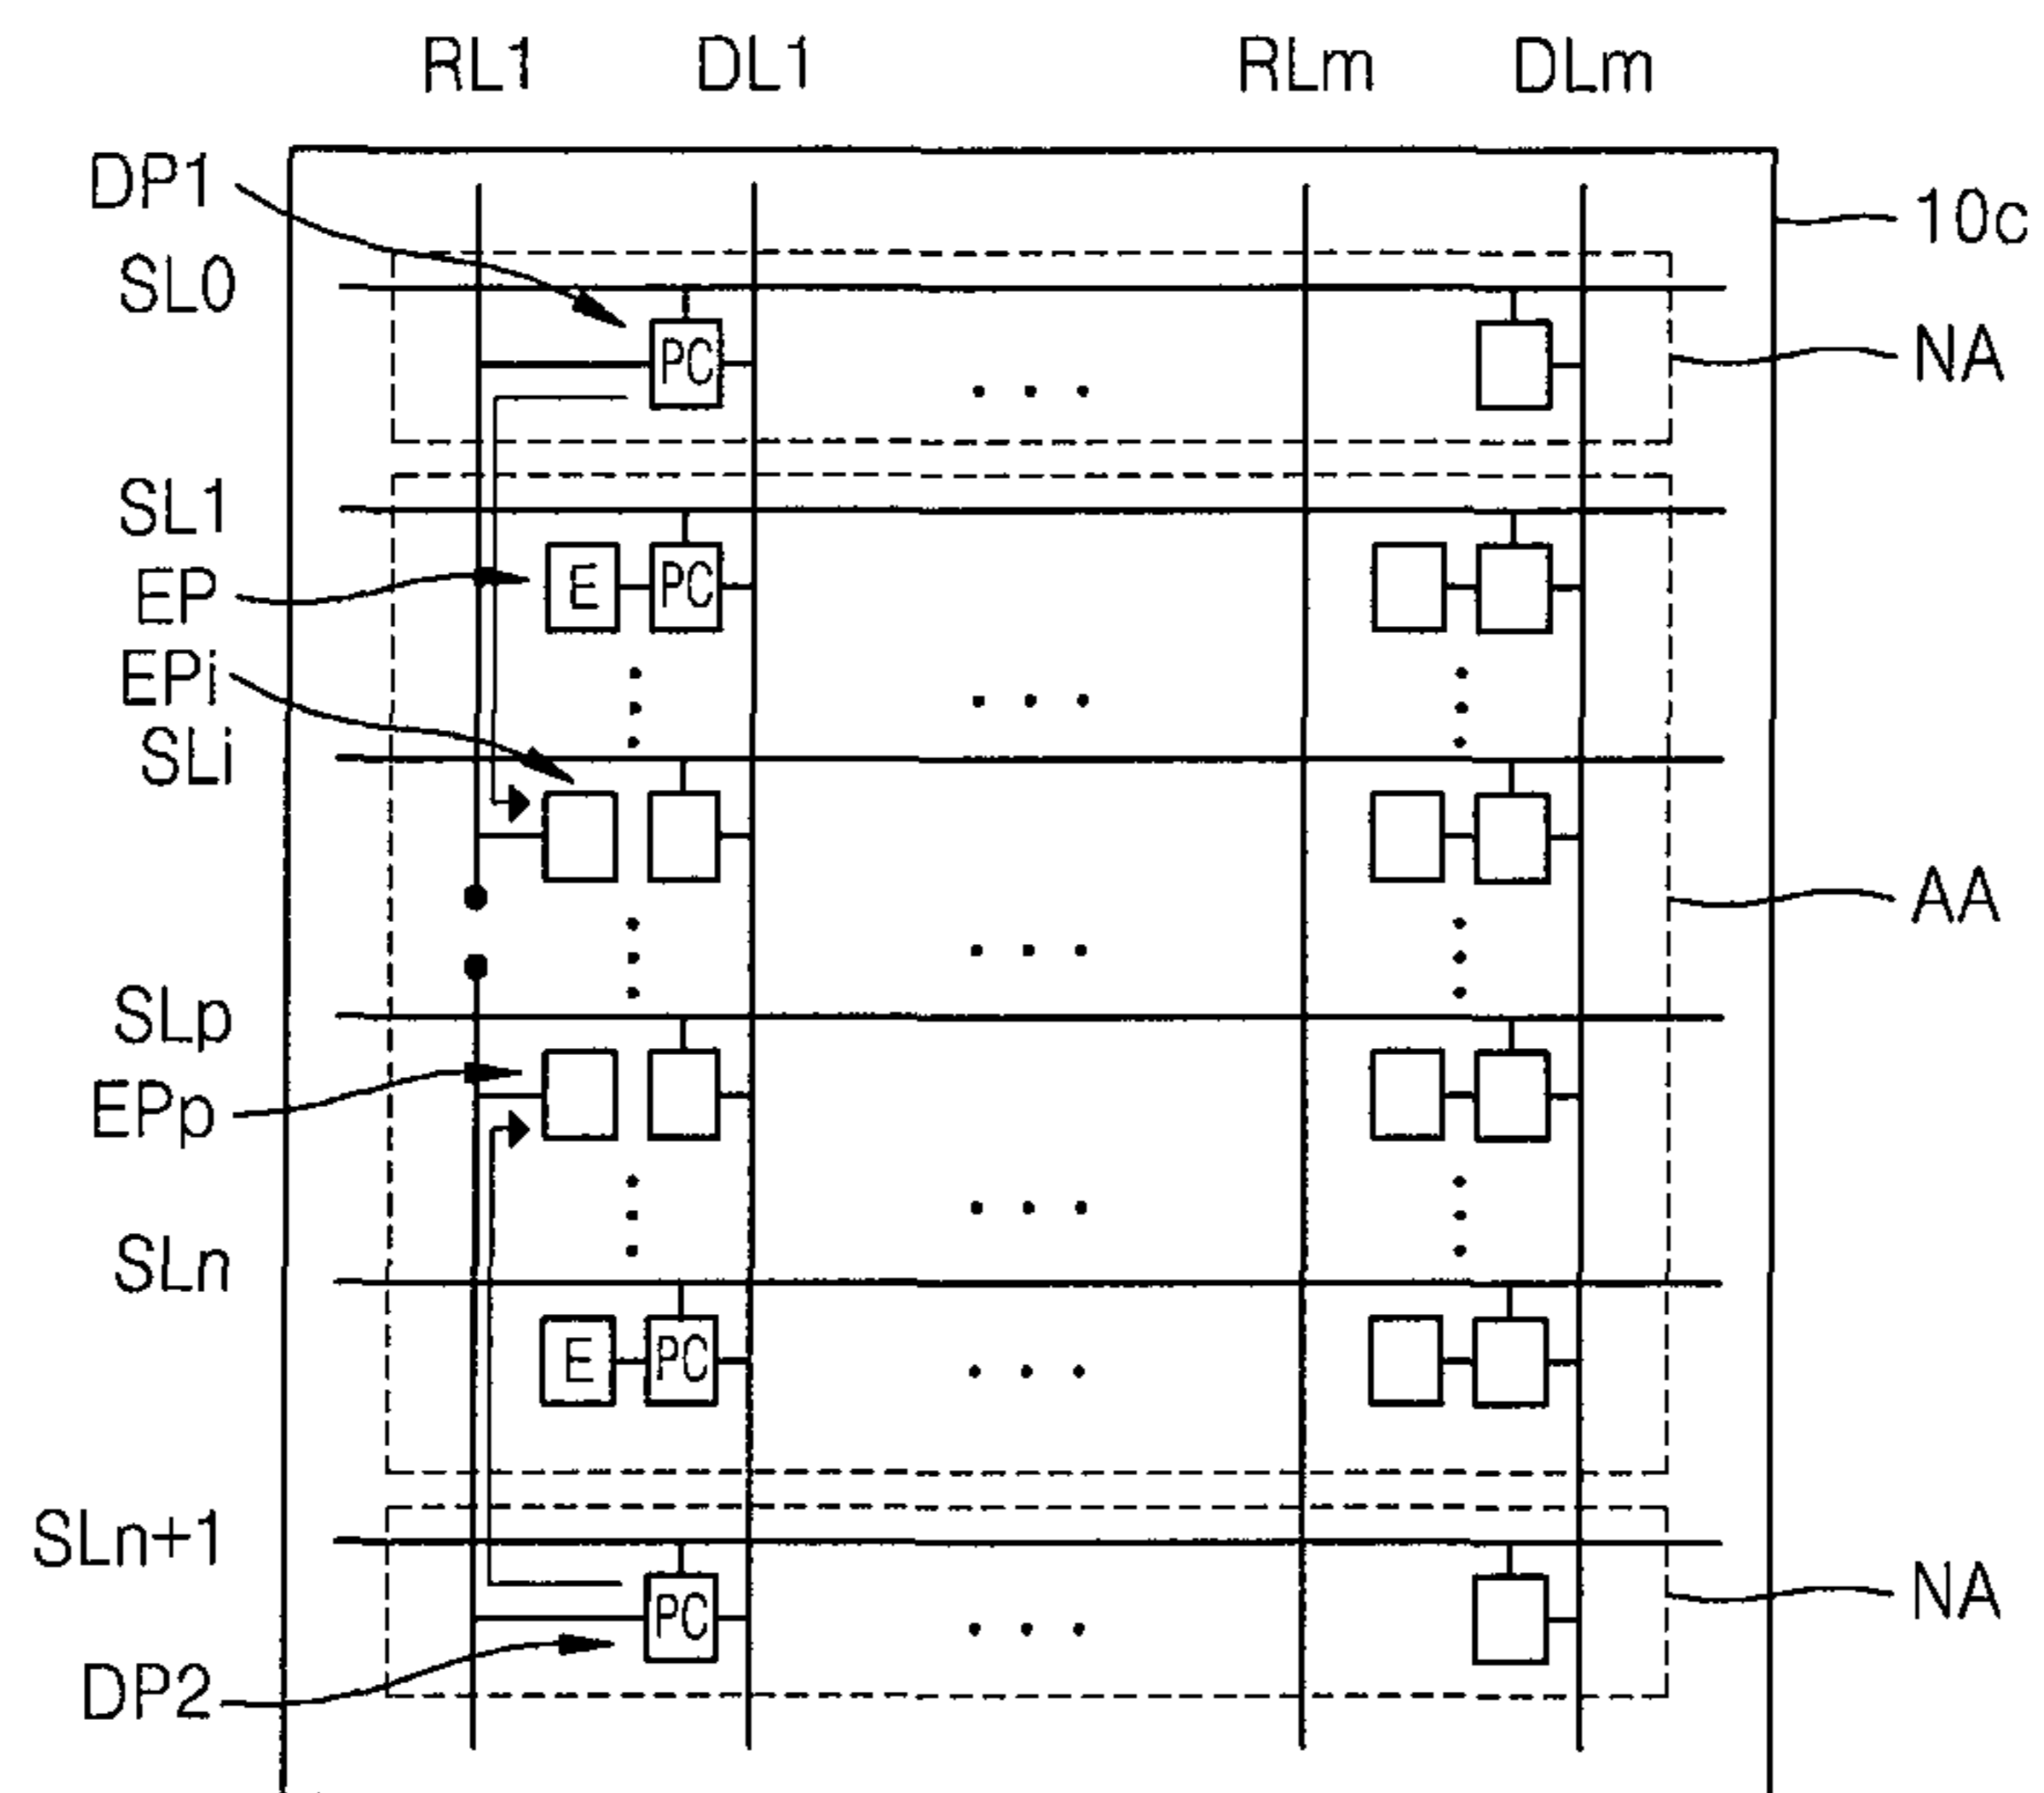 RL1 DL1 RLm DLm
DP1
10c
SL0
PC
NA
SL1
EP
E PC
EPi
SLi
AA
SLp
EPp
SLn
E PC
SLn+1
PC
NA
DP2